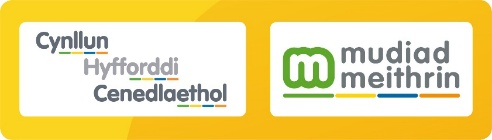 Cynllun
Hyfforddi
Cenedlaethol
m mudiad
meithrin